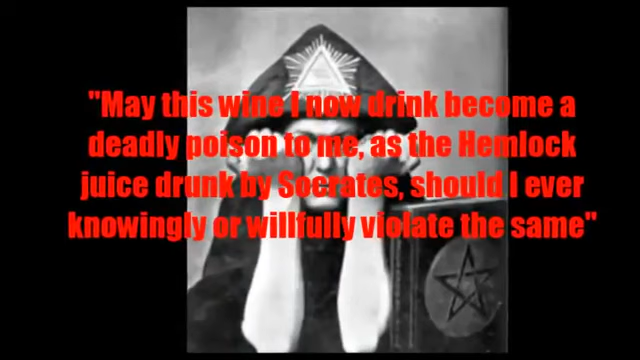 "May this wine I now drink become a
deadly poison to me, as the Hemlock
juice drunk by Socrates, should I ever
knowingly or willfully violate the same"